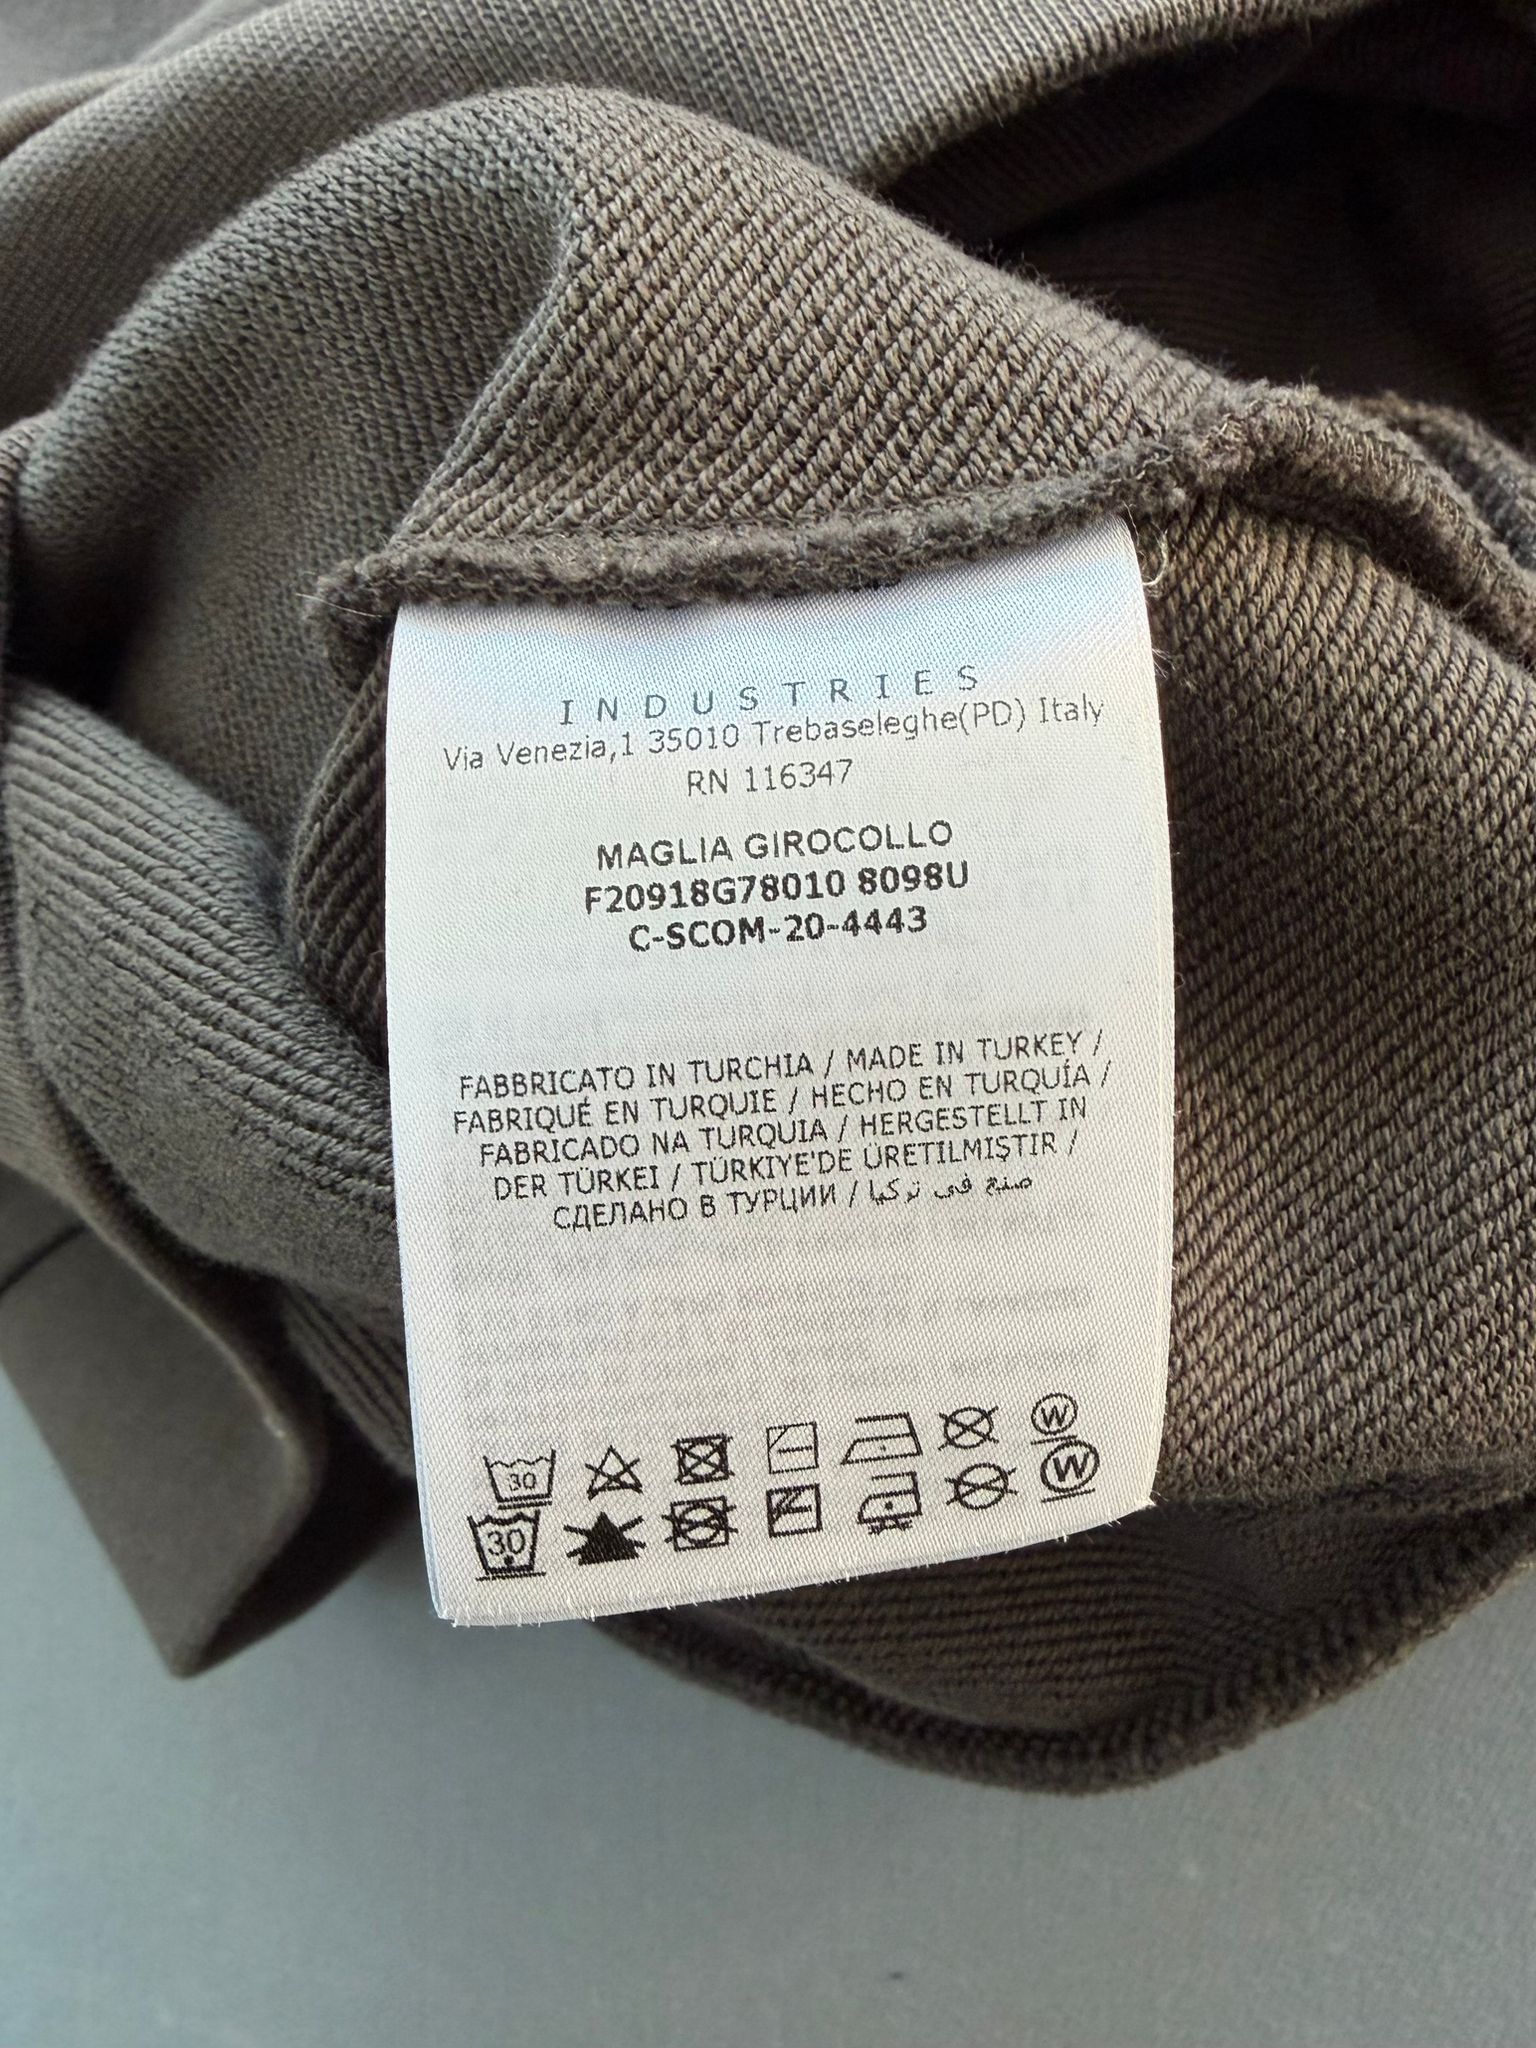 INDUSTRIES
Via Venezia,1 35010 Trebaseleghe(PD) Italy
RN 116347
MAGLIA GIROCOLLO
F20918G78010 8098U
C-SCOM-20-4443
FABBRICATO IN TURCHIA / MADE IN TURKEY /
FABRIQUÉ EN TURQUIE / HECHO EN TURQUÍA /
FABRICADO NA TURQUIA / HERGESTELLT IN
DER TÜRKEI / TÜRKIYE'DE ÜRETILMIŞTIR /
СДЕЛАНО В ТУРЦИИ / صنع في تركيا
30 W
30 W